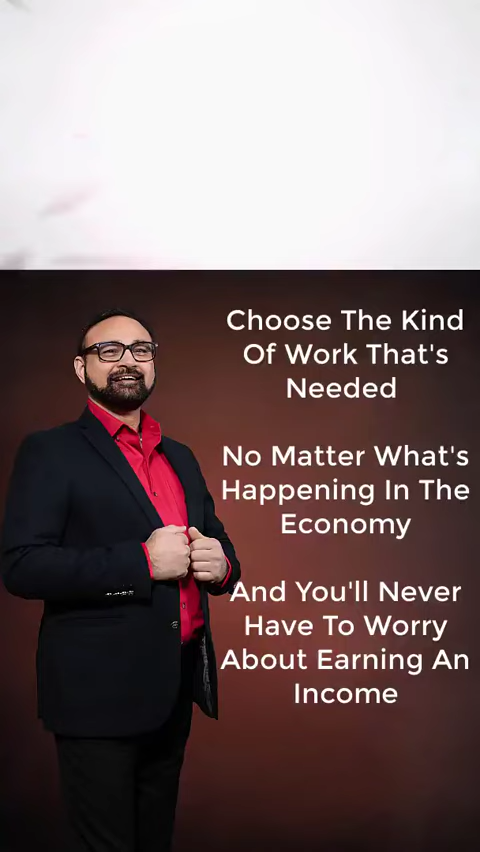 Choose The Kind
Of Work That's
Needed
No Matter What's
Happening In The
Economy
And You'll Never
Have To Worry
About Earning An
Income